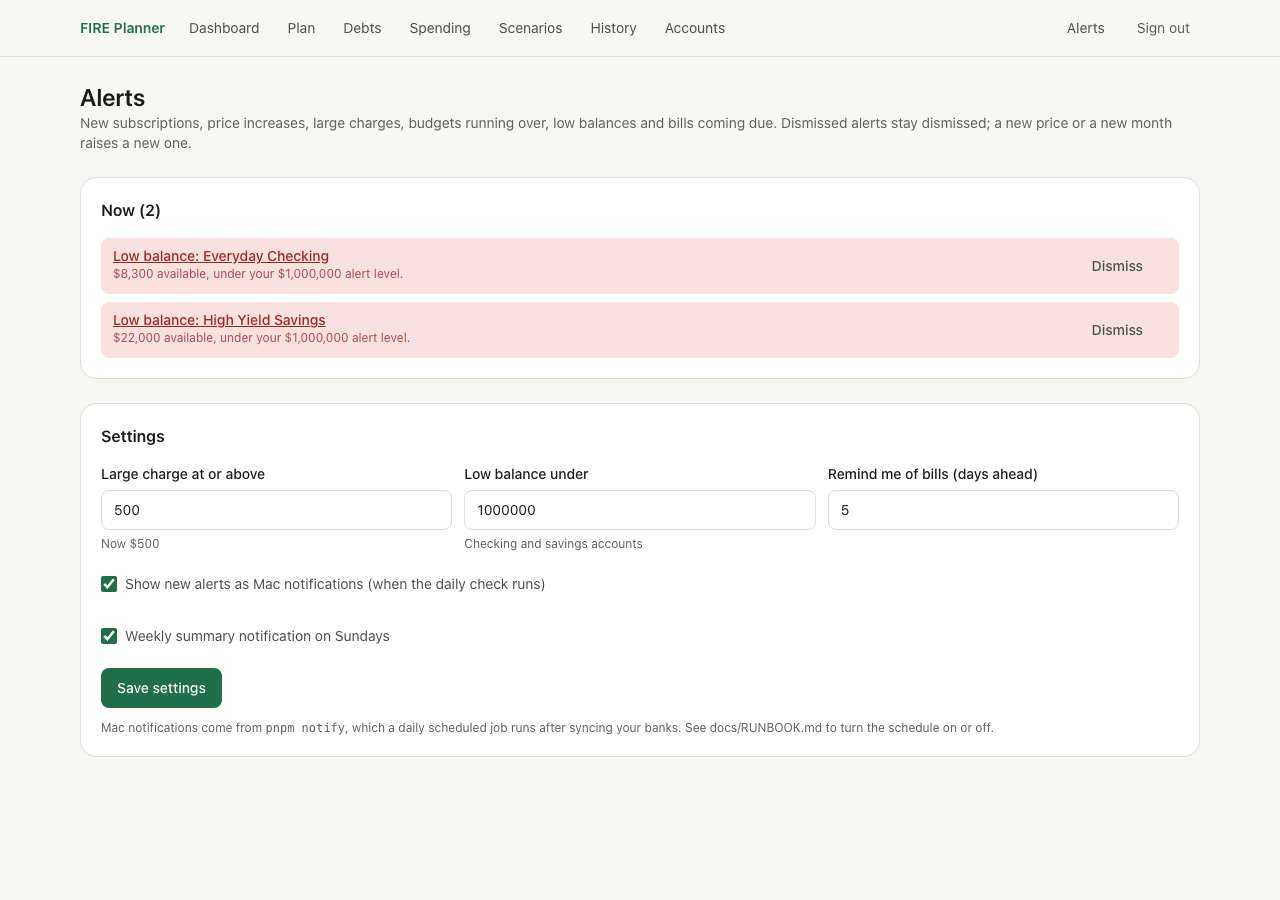 FIRE Planner Dashboard Plan Debts Spending Scenarios History Accounts Alerts Sign out
Alerts
New subscriptions, price increases, large charges, budgets running over, low balances and bills coming due. Dismissed alerts stay dismissed; a new price or a new month
raises a new one.
Now (2)
Low balance: Everyday Checking
$8,300 available, under your $1,000,000 alert level.
Dismiss
Low balance: High Yield Savings
$22,000 available, under your $1,000,000 alert level.
Dismiss
Settings
Large charge at or above Low balance under Remind me of bills (days ahead)
500 1000000 5
Now $500 Checking and savings accounts
Show new alerts as Mac notifications (when the daily check runs)
Weekly summary notification on Sundays
Save settings
Mac notifications come from pnpm notify, which a daily scheduled job runs after syncing your banks. See docs/RUNBOOK.md to turn the schedule on or off.